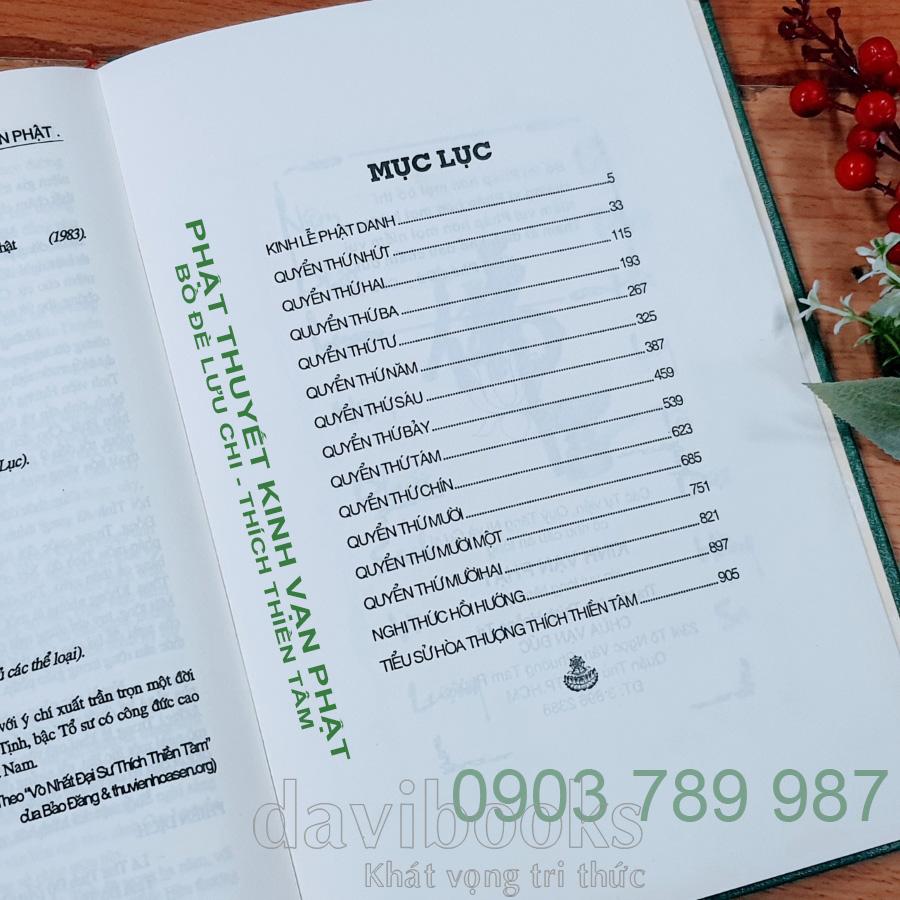 N PHẬT.
hật (1983).
Lục).
ủ các thể loại).
với ý chí xuất trần trọn một đời
Tịnh, bậc Tổ sư có công đức cao
Nam.
Theo “Vô Nhất Đại Sư Thích Thiền Tâm”
của Bảo Đăng & thuvienhoasen.org)
MỤC LỤC
KINH LỄ PHẬT DANH 5
QUYỂN THỨ NHỨT 33
QUYỂN THỨ HAI 115
QUUYỂN THỨ BA 193
QUYỂN THỨ TƯ 267
QUYỂN THỨ NĂM 325
QUYỂN THỨ SÁU 387
QUYỂN THỨ BẢY 459
QUYỂN THỨ TÁM 539
QUYỂN THỨ CHÍN 623
QUYỂN THỨ MƯỜI 685
QUYỂN THỨ MƯỜI MỘT 751
QUYỂN THỨ MƯỜI HAI 821
NGHI THỨC HỒI HƯỚNG 897
TIỂU SỬ HÒA THƯỢNG THÍCH THIỀN TÂM 905
PHẬT THUYẾT KINH VẠN PHẬT
BỒ ĐỀ LƯU CHI - THÍCH THIỀN TÂM
0903 789 987
davibooks
Khát vọng tri thức